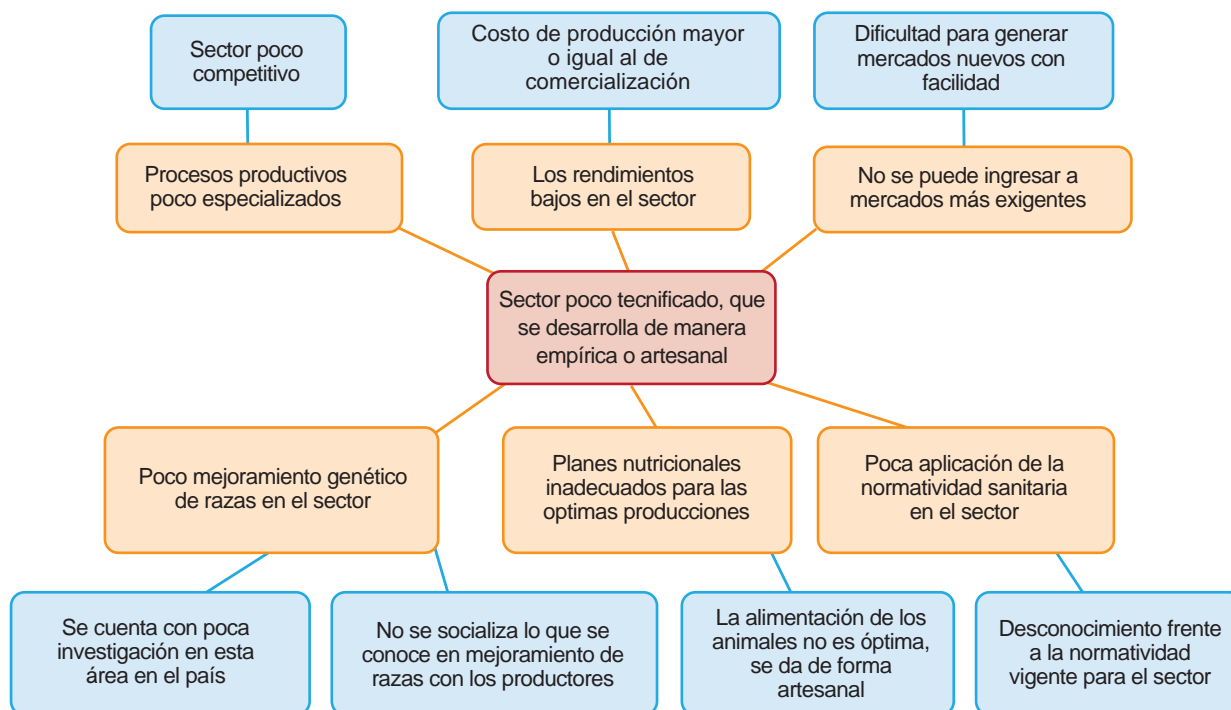 Sector poco
competitivo
Costo de producción mayor
o igual al de
comercialización
Dificultad para generar
mercados nuevos con
facilidad
Procesos productivos
poco especializados
Los rendimientos
bajos en el sector
No se puede ingresar a
mercados más exigentes
Sector poco tecnificado, que
se desarrolla de manera
empírica o artesanal
Poco mejoramiento genético
de razas en el sector
Planes nutricionales
inadecuados para las
optimas producciones
Poca aplicación de la
normatividad sanitaria
en el sector
Se cuenta con poca
investigación en esta
área en el país
No se socializa lo que se
conoce en mejoramiento de
razas con los productores
La alimentación de los
animales no es óptima,
se da de forma
artesanal
Desconocimiento frente
a la normatividad
vigente para el sector